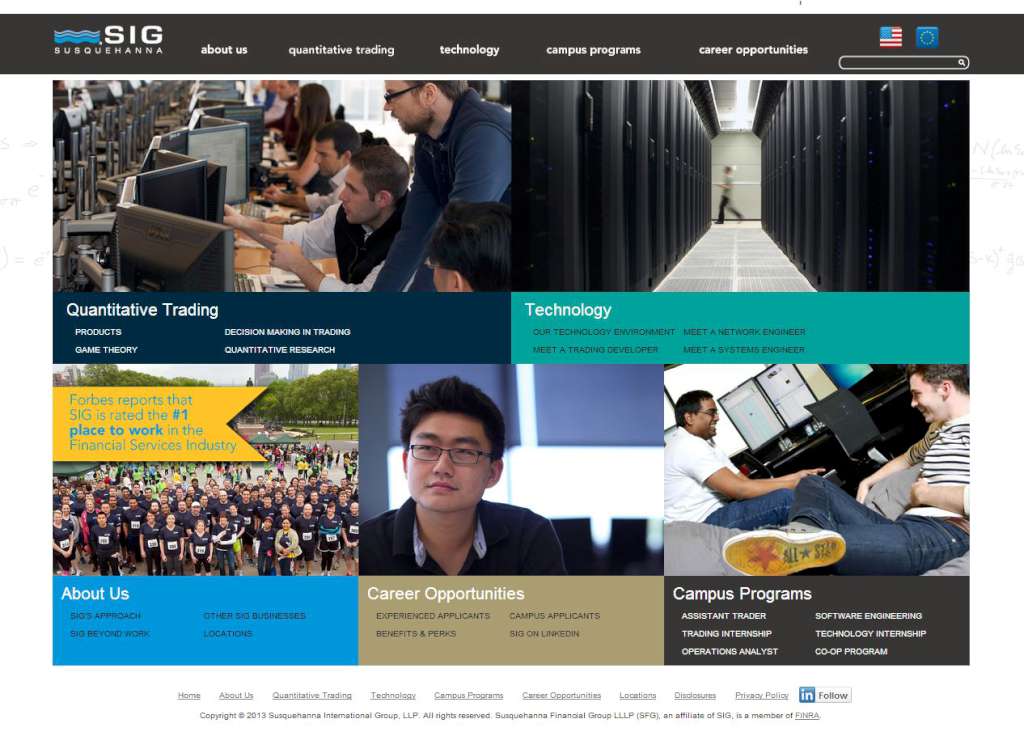 SIG
SUSQUEHANNA
about us
quantitative trading
technology
campus programs
career opportunities
Quantitative Trading
PRODUCTS
DECISION MAKING IN TRADING
GAME THEORY
QUANTITATIVE RESEARCH
Technology
OUR TECHNOLOGY ENVIRONMENT
MEET A NETWORK ENGINEER
MEET A TRADING DEVELOPER
MEET A SYSTEMS ENGINEER
Forbes reports that
SIG is rated the #1
place to work in the
Financial Services Industry
ALL STAR
About Us
SIG'S APPROACH
OTHER SIG BUSINESSES
SIG BEYOND WORK
LOCATIONS
Career Opportunities
EXPERIENCED APPLICANTS
CAMPUS APPLICANTS
BENEFITS & PERKS
SIG ON LINKEDIN
Campus Programs
ASSISTANT TRADER
SOFTWARE ENGINEERING
TRADING INTERNSHIP
TECHNOLOGY INTERNSHIP
OPERATIONS ANALYST
CO-OP PROGRAM
Home About Us Quantitative Trading Technology Campus Programs Career Opportunities Locations Disclosures Privacy Policy in Follow
Copyright © 2013 Susquehanna International Group, LLP. All rights reserved. Susquehanna Financial Group LLLP (SFG), an affiliate of SIG, is a member of FINRA.